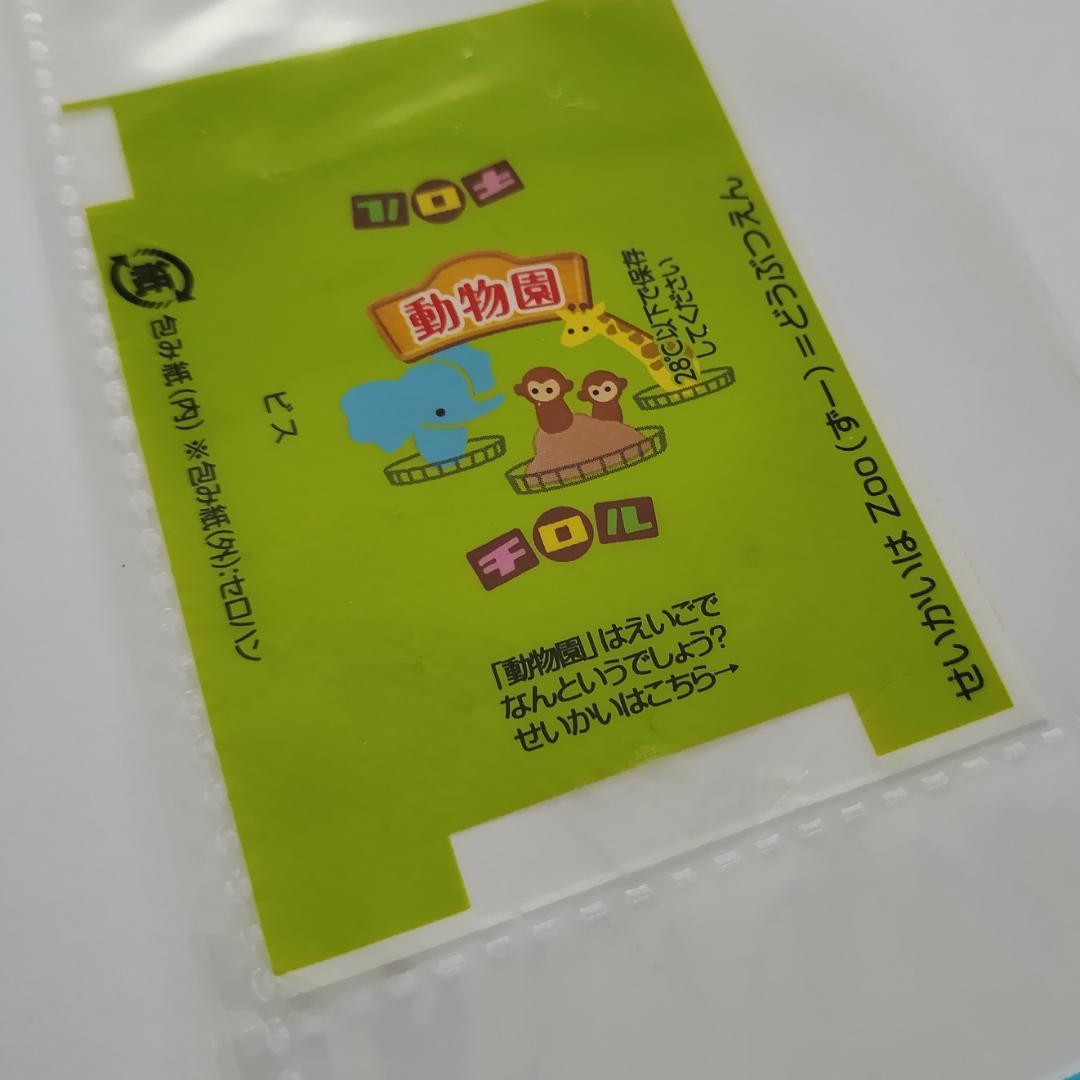 チロル
動物園
28℃以下で保存
してください
チロル
「動物園」はえいごで
なんというでしょう?
せいかいはこちら→
せいかいは Zoo(ずー)=どうぶつえん
ビス
紙
包み紙(内) ※包み紙(外):セロハン